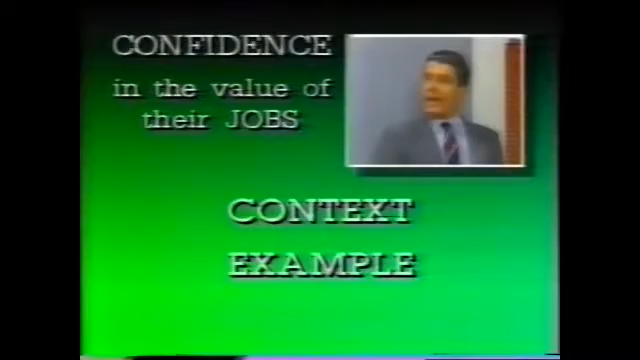 CONFIDENCE
in the value of
their JOBS
CONTEXT
EXAMPLE